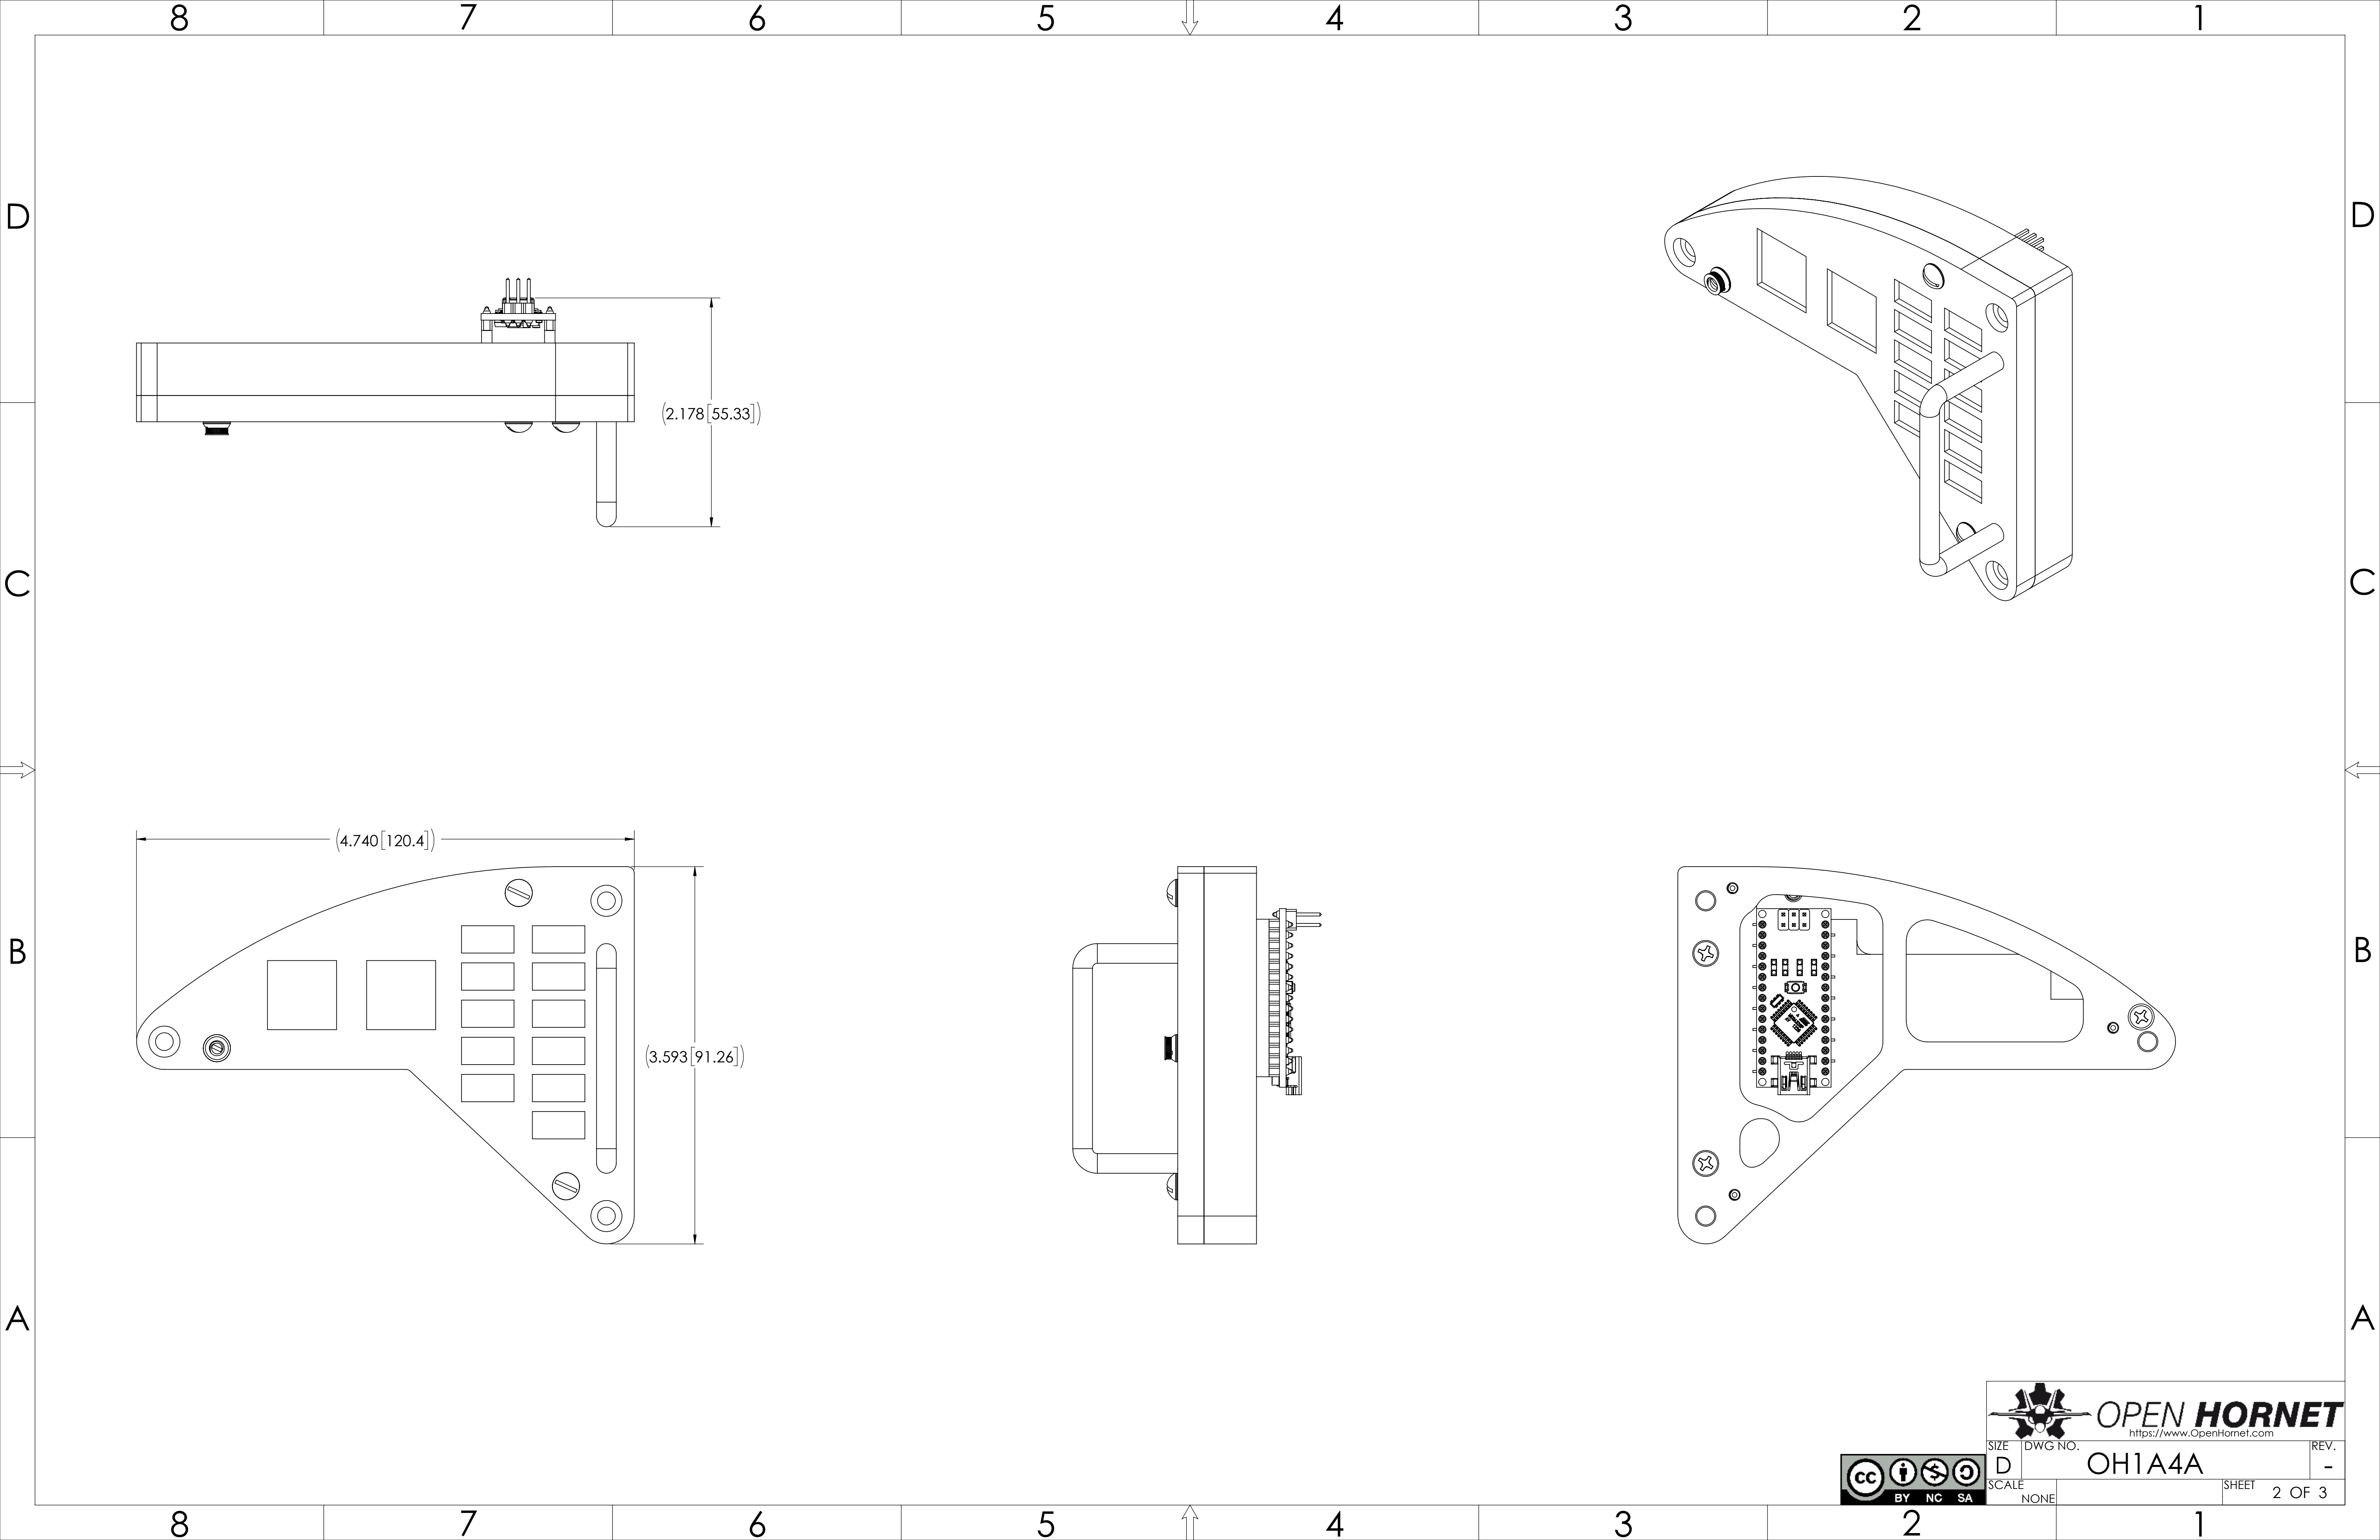 8 7 6 5 4 3 2 1
D D
(2.178[55.33])
C C
(4.740[120.4])
B B
(3.593[91.26])
A A
OPEN HORNET
https://www.OpenHornet.com
SIZE DWG NO. REV.
D OH1A4A -
SCALE NONE SHEET 2 OF 3
cc BY NC SA
8 7 6 5 4 3 2 1